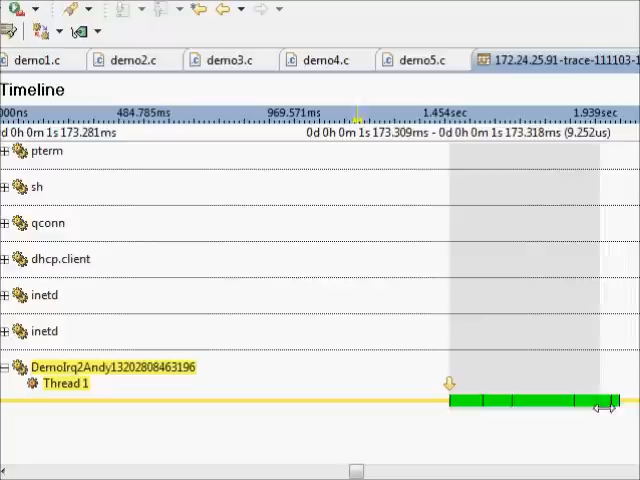 demo1.c demo2.c demo3.c demo4.c demo5.c 172.24.25.91-trace-111103-1
Timeline
000ns 484.785ms 969.571ms 1.454sec 1.939sec
d 0h 0m 1s 173.281ms 0d 0h 0m 1s 173.309ms - 0d 0h 0m 1s 173.318ms (9.252us)
pterm
sh
qconn
dhcp.client
inetd
inetd
DemoIrq2Andy13202808463196
Thread 1